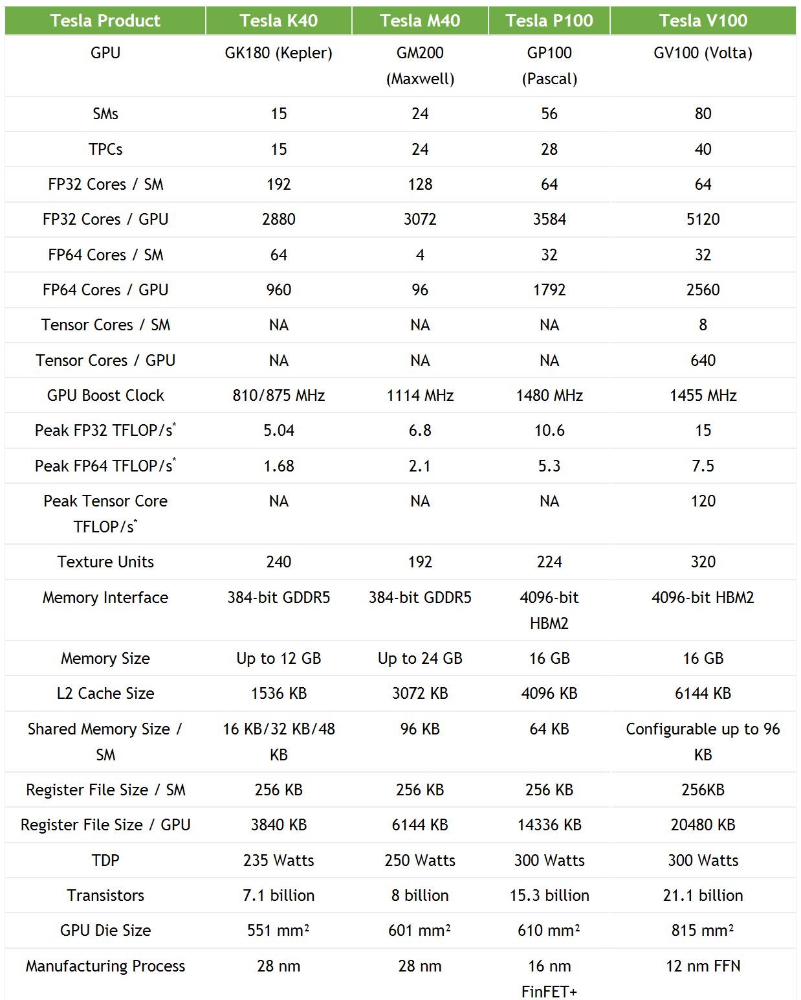 Tesla Product Tesla K40 Tesla M40 Tesla P100 Tesla V100
GPU GK180 (Kepler) GM200 GP100 GV100 (Volta)
(Maxwell) (Pascal)
SMs 15 24 56 80
TPCs 15 24 28 40
FP32 Cores / SM 192 128 64 64
FP32 Cores / GPU 2880 3072 3584 5120
FP64 Cores / SM 64 4 32 32
FP64 Cores / GPU 960 96 1792 2560
Tensor Cores / SM NA NA NA 8
Tensor Cores / GPU NA NA NA 640
GPU Boost Clock 810/875 MHz 1114 MHz 1480 MHz 1455 MHz
Peak FP32 TFLOP/s* 5.04 6.8 10.6 15
Peak FP64 TFLOP/s* 1.68 2.1 5.3 7.5
Peak Tensor Core NA NA NA 120
TFLOP/s*
Texture Units 240 192 224 320
Memory Interface 384-bit GDDR5 384-bit GDDR5 4096-bit 4096-bit HBM2
HBM2
Memory Size Up to 12 GB Up to 24 GB 16 GB 16 GB
L2 Cache Size 1536 KB 3072 KB 4096 KB 6144 KB
Shared Memory Size / 16 KB/32 KB/48 96 KB 64 KB Configurable up to 96
SM KB KB
Register File Size / SM 256 KB 256 KB 256 KB 256KB
Register File Size / GPU 3840 KB 6144 KB 14336 KB 20480 KB
TDP 235 Watts 250 Watts 300 Watts 300 Watts
Transistors 7.1 billion 8 billion 15.3 billion 21.1 billion
GPU Die Size 551 mm² 601 mm² 610 mm² 815 mm²
Manufacturing Process 28 nm 28 nm 16 nm 12 nm FFN
FinFET+